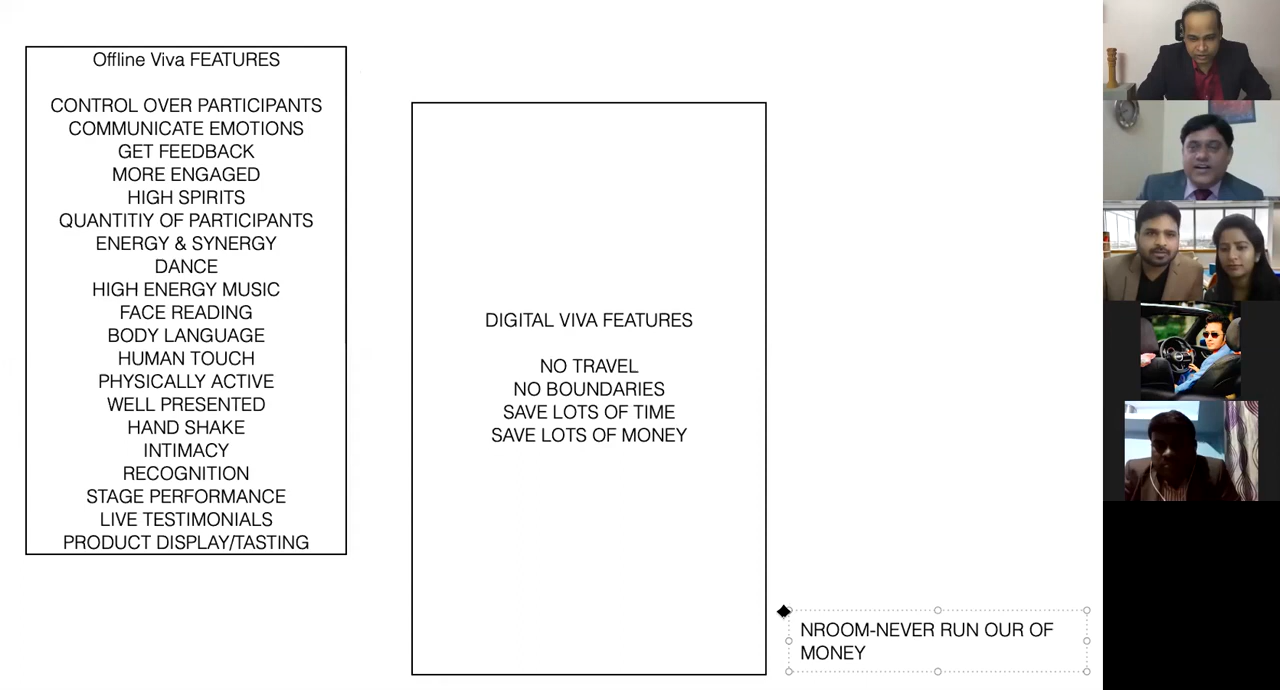 Offline Viva FEATURES
CONTROL OVER PARTICIPANTS
COMMUNICATE EMOTIONS
GET FEEDBACK
MORE ENGAGED
HIGH SPIRITS
QUANTITIY OF PARTICIPANTS
ENERGY & SYNERGY
DANCE
HIGH ENERGY MUSIC
FACE READING
BODY LANGUAGE
HUMAN TOUCH
PHYSICALLY ACTIVE
WELL PRESENTED
HAND SHAKE
INTIMACY
RECOGNITION
STAGE PERFORMANCE
LIVE TESTIMONIALS
PRODUCT DISPLAY/TASTING
DIGITAL VIVA FEATURES
NO TRAVEL
NO BOUNDARIES
SAVE LOTS OF TIME
SAVE LOTS OF MONEY
NROOM-NEVER RUN OUR OF
MONEY